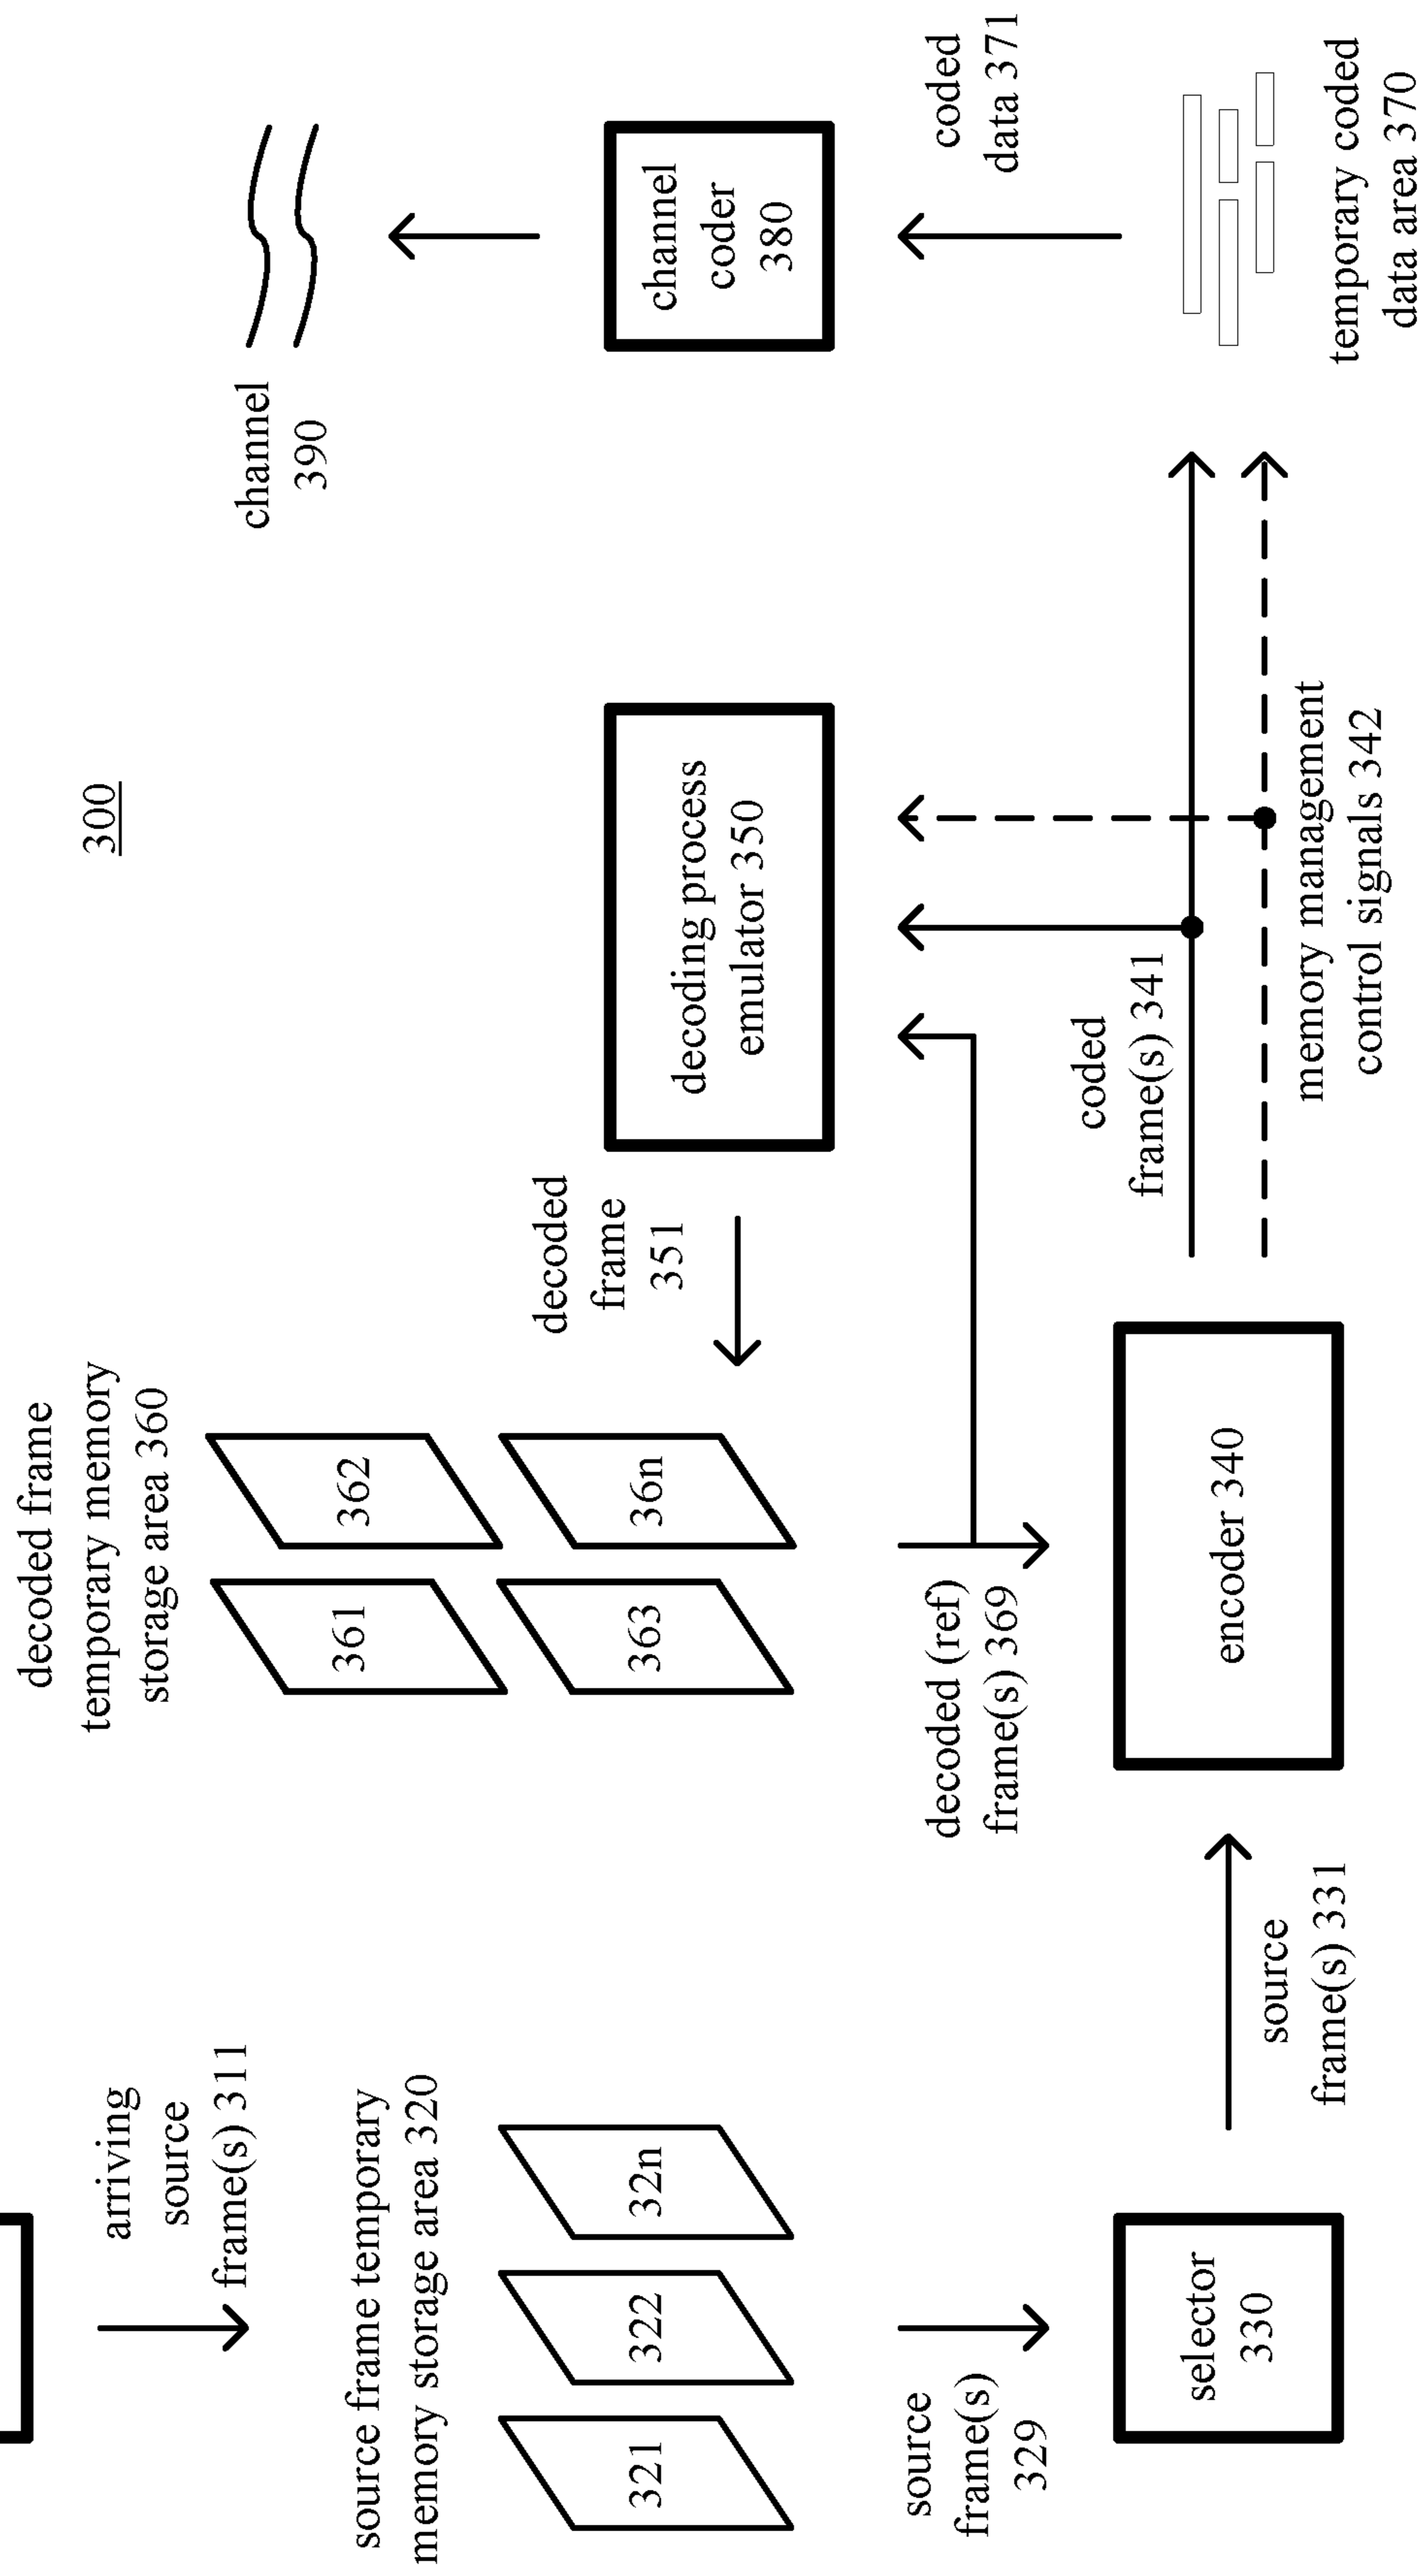 300
arriving
source
frame(s) 311
source frame temporary
memory storage area 320
321
322
32n
source
frame(s)
329
selector
330
source
frame(s) 331
decoded frame
temporary memory
storage area 360
361
362
363
36n
decoded (ref)
frame(s) 369
encoder 340
decoded
frame
351
decoding process
emulator 350
coded
frame(s) 341
memory management
control signals 342
channel
390
channel
coder
380
coded
data 371
temporary coded
data area 370